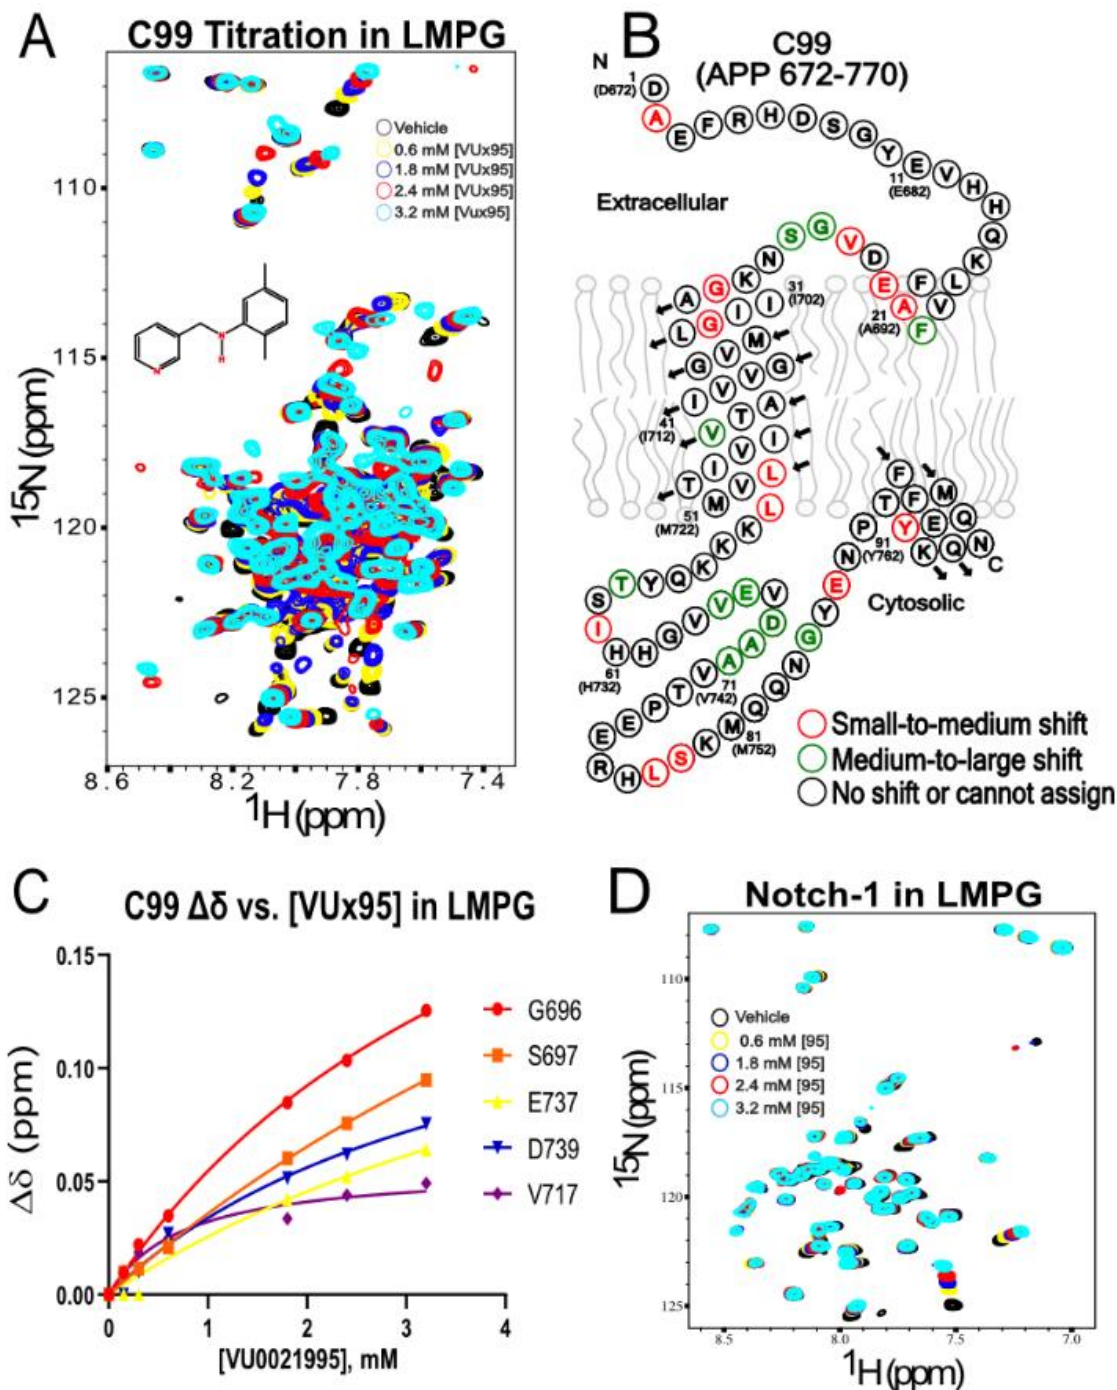 A
C99 Titration in LMPG
Vehicle
0.6 mM [VUx95]
1.8 mM [VUx95]
2.4 mM [VUx95]
3.2 mM [Vux95]
N
H
N
110
115
120
125
15N (ppm)
8.6
8.2
7.8
7.4
1H (ppm)
B
C99
(APP 672-770)
N
1
(D672)
D
A
E F R H D S G Y E V H H Q K L F
11
(E682)
Extracellular
V F A E D V G S N K G A
21
(A692)
31
(I702)
I I G L
M V G
G V V I
41
(I712)
A T V
I V I T
L V M
51
(M722)
L K K K Q Y T S I H H G V V E V D A A V T P E E R H L S K M Q Q N G Y E N P T F F M Q E Y K Q N
61
(H732)
71
(V742)
81
(M752)
91
(Y762)
C
Cytosolic
Small-to-medium shift
Medium-to-large shift
No shift or cannot assign
C
C99 Δδ vs. [VUx95] in LMPG
Δδ (ppm)
0.15
0.10
0.05
0.00
0
1
2
3
4
[VU0021995], mM
G696
S697
E737
D739
V717
D
Notch-1 in LMPG
Vehicle
0.6 mM [95]
1.8 mM [95]
2.4 mM [95]
3.2 mM [95]
110
115
120
125
15N (ppm)
8.5
8.0
7.5
7.0
1H (ppm)